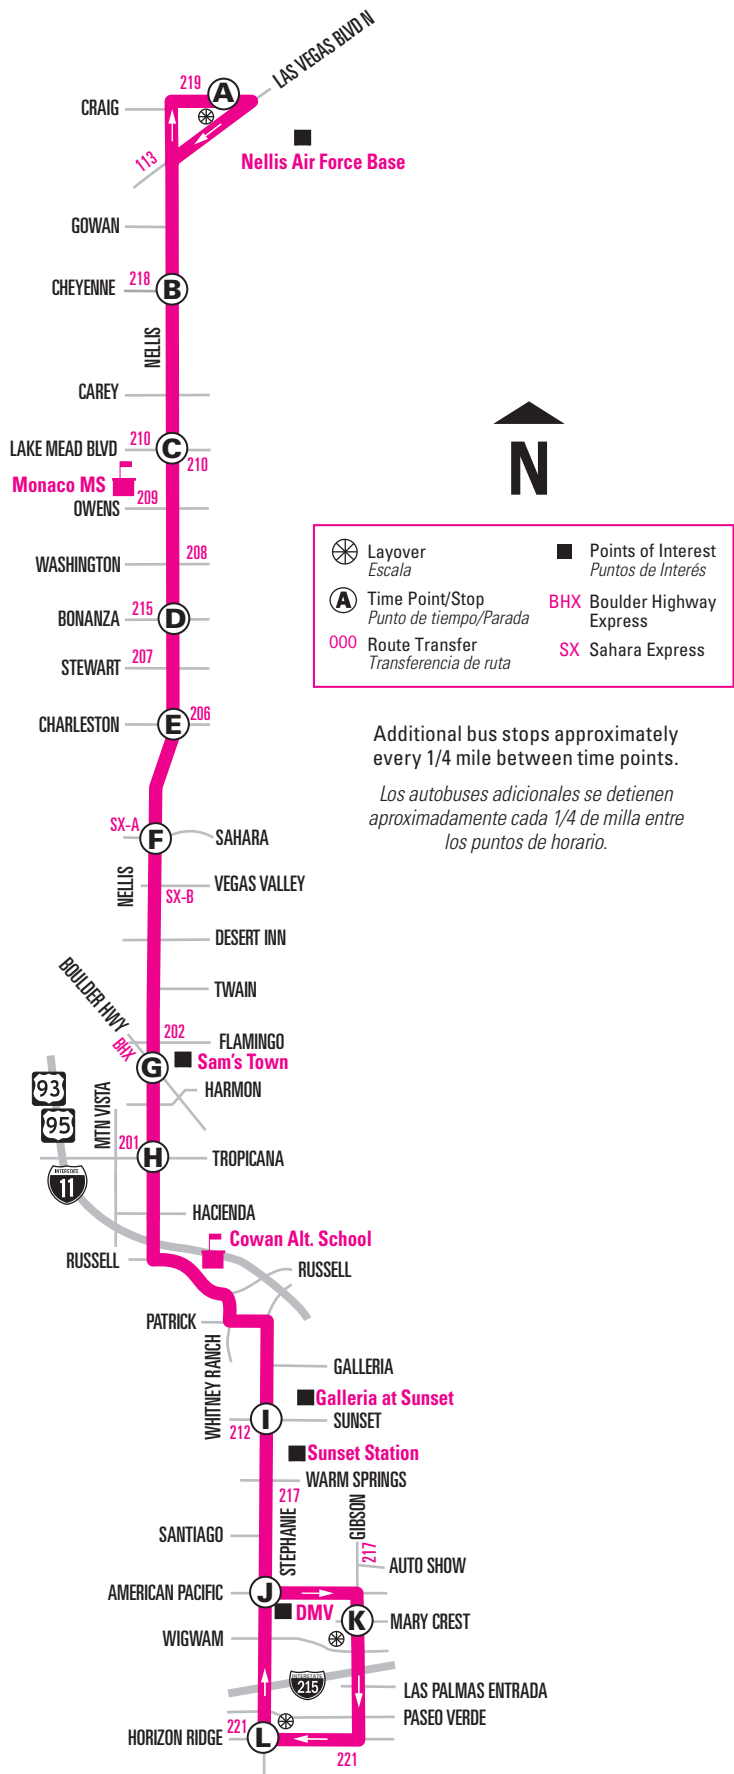 LAS VEGAS BLVD N
219
A
CRAIG
113
Nellis Air Force Base
GOWAN
CHEYENNE
218
B
NELLIS
CAREY
LAKE MEAD BLVD
210
C
210
Monaco MS
209
OWENS
WASHINGTON
208
BONANZA
215
D
STEWART
207
CHARLESTON
E
206
N
Layover
Escala
A
Time Point/Stop
Punto de tiempo/Parada
000
Route Transfer
Transferencia de ruta
Points of Interest
Puntos de Interés
BHX
Boulder Highway
Express
SX
Sahara Express
Additional bus stops approximately
every 1/4 mile between time points.
Los autobuses adicionales se detienen
aproximadamente cada 1/4 de milla entre
los puntos de horario.
SX-A
F
SAHARA
NELLIS
VEGAS VALLEY
SX-B
DESERT INN
TWAIN
BOULDER HWY
BHX
202
FLAMINGO
G
Sam's Town
93
95
INTERSTATE
11
MTN VISTA
HARMON
201
H
TROPICANA
HACIENDA
Cowan Alt. School
RUSSELL
RUSSELL
PATRICK
WHITNEY RANCH
GALLERIA
Galleria at Sunset
I
212
SUNSET
Sunset Station
WARM SPRINGS
217
STEPHANIE
GIBSON
217
SANTIAGO
AUTO SHOW
AMERICAN PACIFIC
J
DMV
K
MARY CREST
WIGWAM
INTERSTATE
215
LAS PALMAS ENTRADA
PASEO VERDE
HORIZON RIDGE
221
L
221